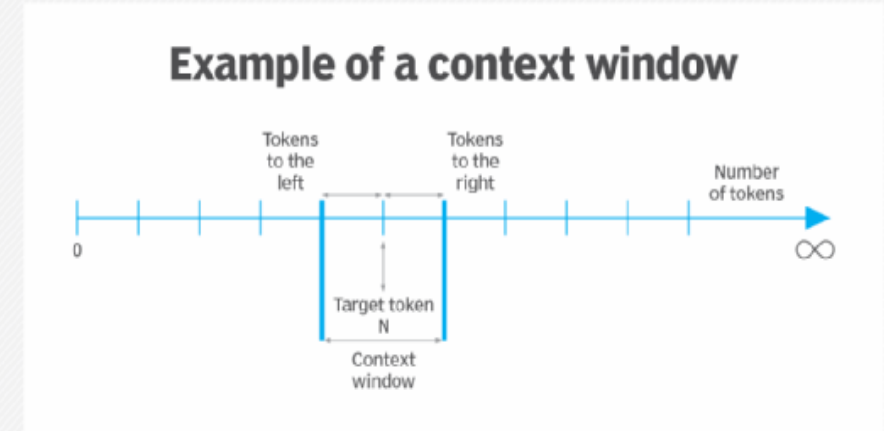 Example of a context window
Tokens
to the
left
Tokens
to the
right
Number
of tokens
0
∞
Target token
N
Context
window